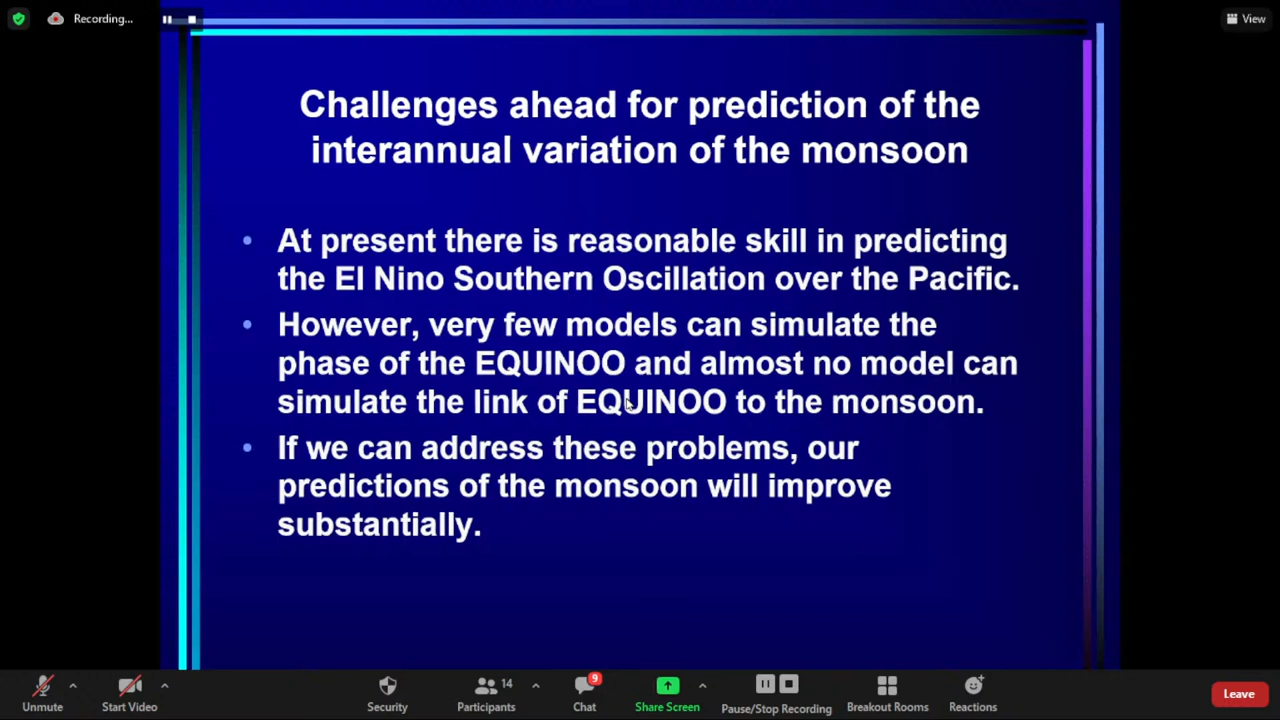 Recording...
View
Challenges ahead for prediction of the
interannual variation of the monsoon
• At present there is reasonable skill in predicting
the El Nino Southern Oscillation over the Pacific.
• However, very few models can simulate the
phase of the EQUINOO and almost no model can
simulate the link of EQUINOO to the monsoon.
• If we can address these problems, our
predictions of the monsoon will improve
substantially.
14
9
Unmute
Start Video
Security
Participants
Chat
Share Screen
Pause/Stop Recording
Breakout Rooms
Reactions
Leave